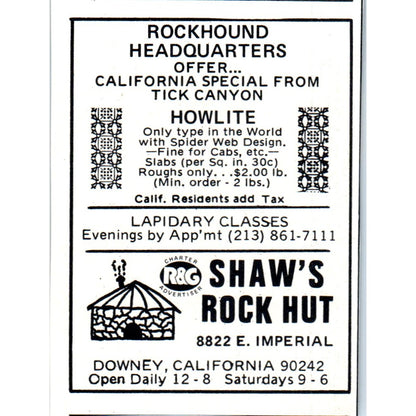 ROCKHOUND
HEADQUARTERS
OFFER...
CALIFORNIA SPECIAL FROM
TICK CANYON
HOWLITE
Only type in the World
with Spider Web Design.
—Fine for Cabs, etc.—
Slabs (per Sq. in. 30c)
Roughs only. . .$2.00 lb.
(Min. order - 2 lbs.)
Calif. Residents add Tax
LAPIDARY CLASSES
Evenings by App'mt (213) 861-7111
CHARTER
R&G
ADVERTISER
SHAW'S
ROCK HUT
8822 E. IMPERIAL
DOWNEY, CALIFORNIA 90242
Open Daily 12 - 8 Saturdays 9 - 6